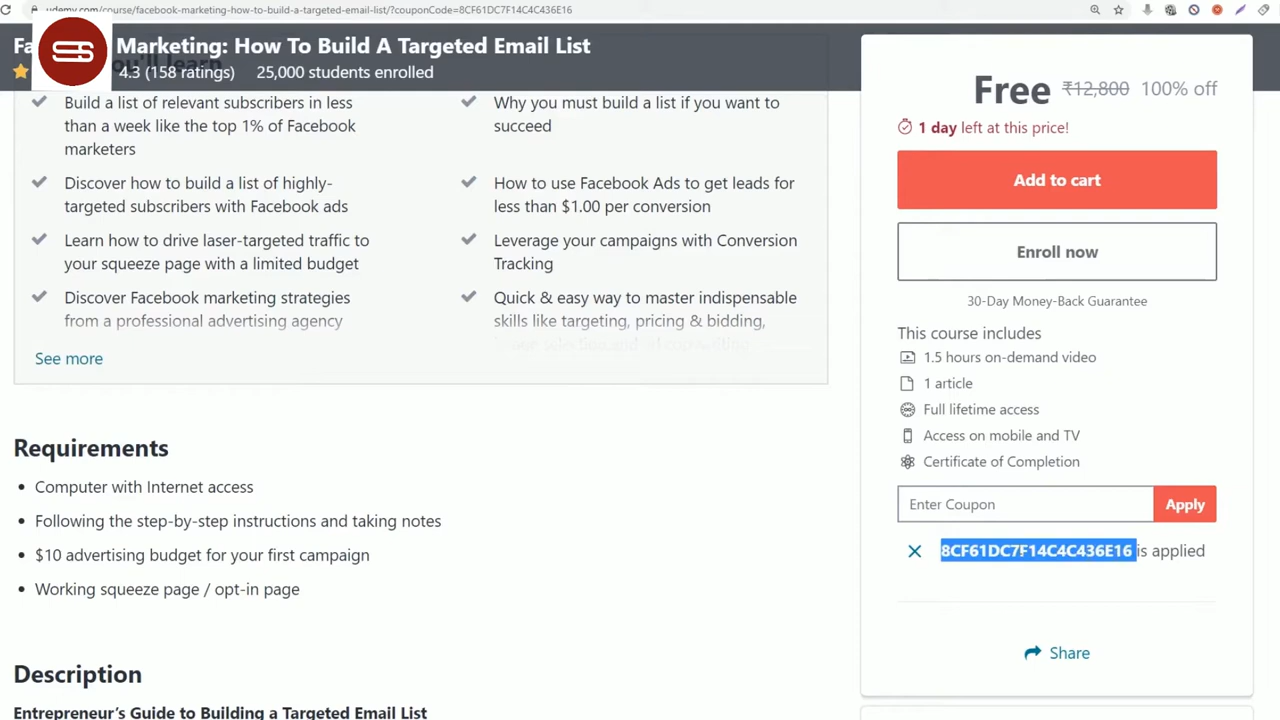 udemy.com/course/facebook-marketing-how-to-build-a-targeted-email-list/?couponCode=8CF61DC7F14C4C436E16
Marketing: How To Build A Targeted Email List
4.3 (158 ratings) 25,000 students enrolled
Build a list of relevant subscribers in less
than a week like the top 1% of Facebook
marketers
Discover how to build a list of highly-
targeted subscribers with Facebook ads
Learn how to drive laser-targeted traffic to
your squeeze page with a limited budget
Discover Facebook marketing strategies
from a professional advertising agency
Why you must build a list if you want to
succeed
How to use Facebook Ads to get leads for
less than $1.00 per conversion
Leverage your campaigns with Conversion
Tracking
Quick & easy way to master indispensable
skills like targeting, pricing & bidding,
See more
Requirements
Computer with Internet access
Following the step-by-step instructions and taking notes
$10 advertising budget for your first campaign
Working squeeze page / opt-in page
Description
Entrepreneur's Guide to Building a Targeted Email List
Free ₹12,800 100% off
1 day left at this price!
Add to cart
Enroll now
30-Day Money-Back Guarantee
This course includes
1.5 hours on-demand video
1 article
Full lifetime access
Access on mobile and TV
Certificate of Completion
Enter Coupon Apply
8CF61DC7F14C4C436E16 is applied
Share